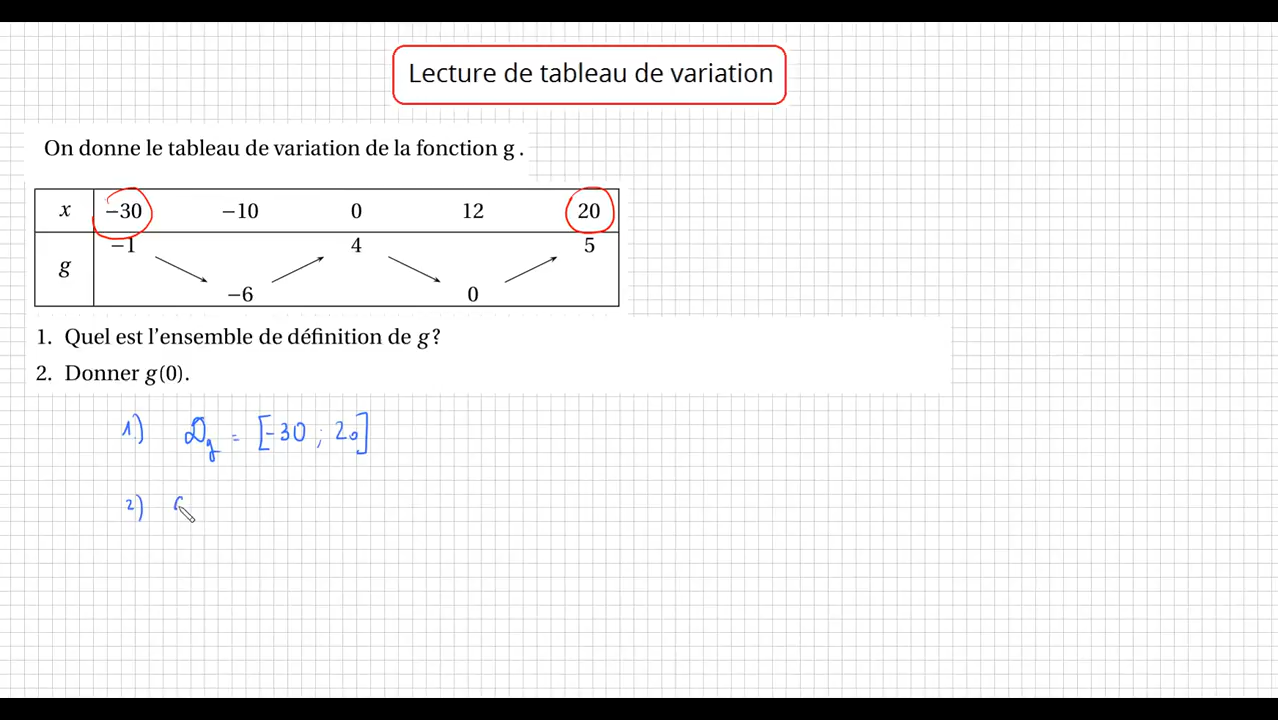 Lecture de tableau de variation
On donne le tableau de variation de la fonction g .
x −30 −10 0 12 20
−1 4 5
g
−6 0
1. Quel est l'ensemble de définition de g?
2. Donner g(0).
1) 𝒟g = [-30 ; 20]
2)